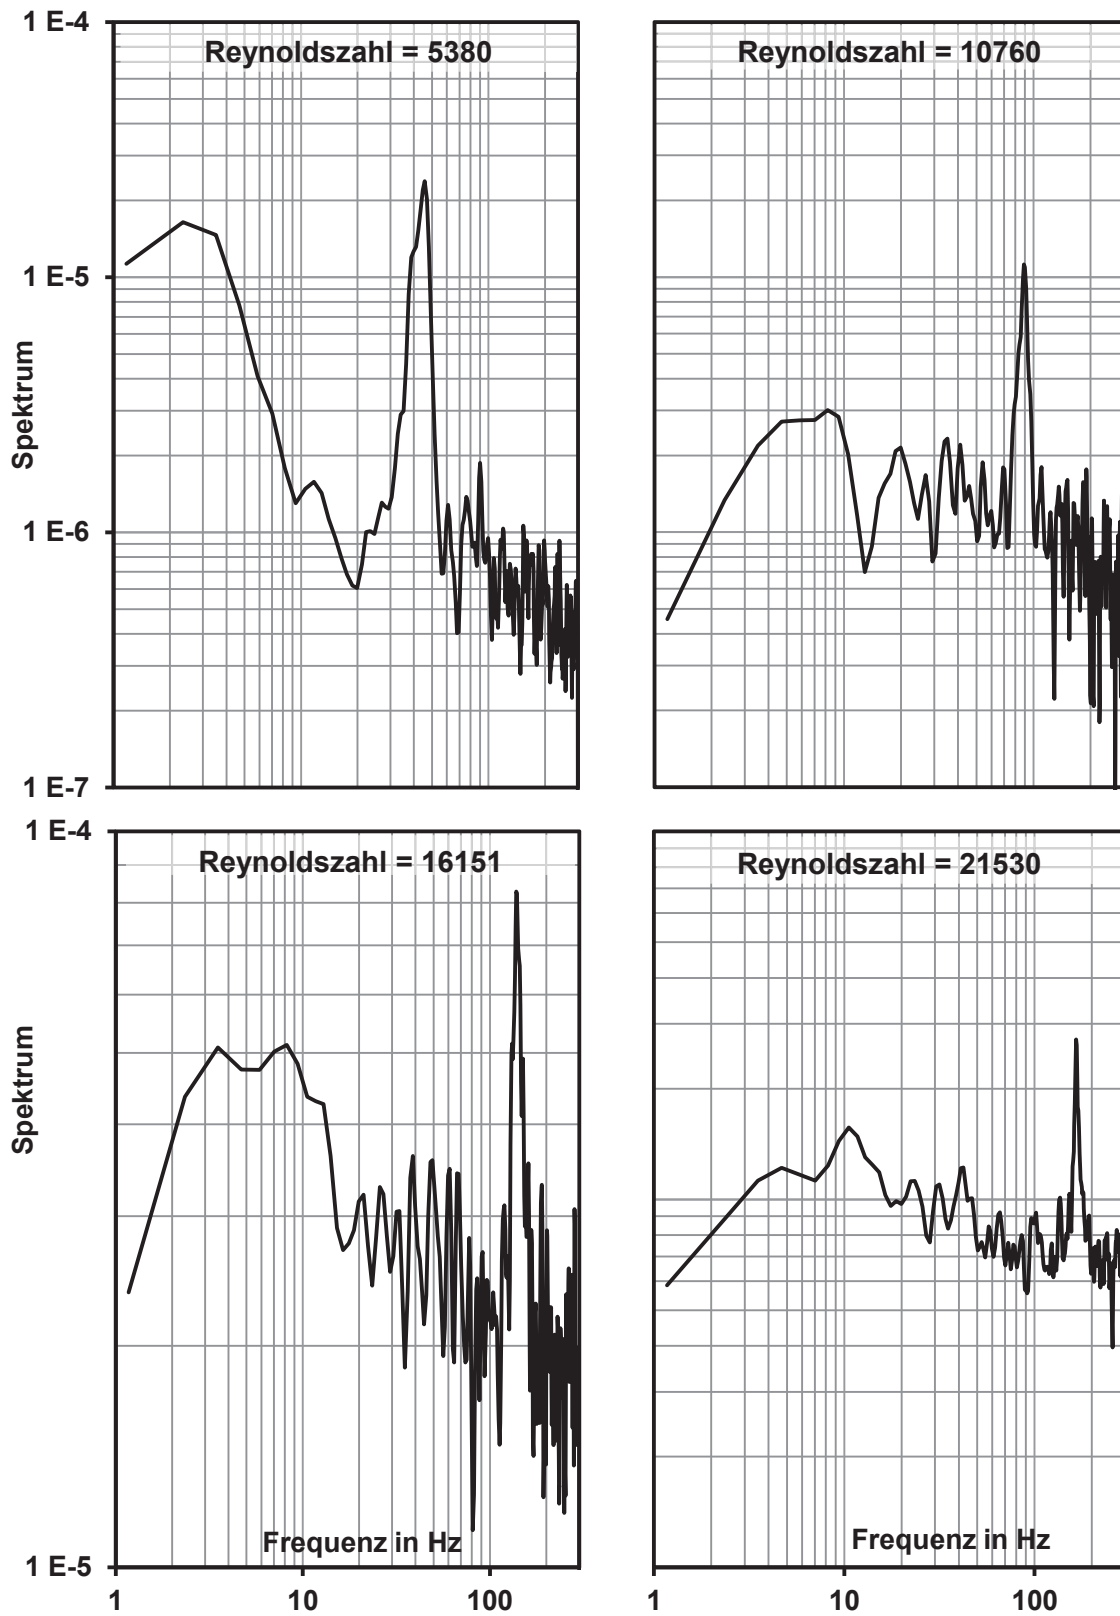 1 E-4
Reynoldszahl = 5380
Reynoldszahl = 10760
1 E-5
Spektrum
1 E-6
1 E-7
1 E-4
Reynoldszahl = 16151
Reynoldszahl = 21530
Spektrum
Frequenz in Hz
Frequenz in Hz
1 E-5
1 10 100
1 10 100